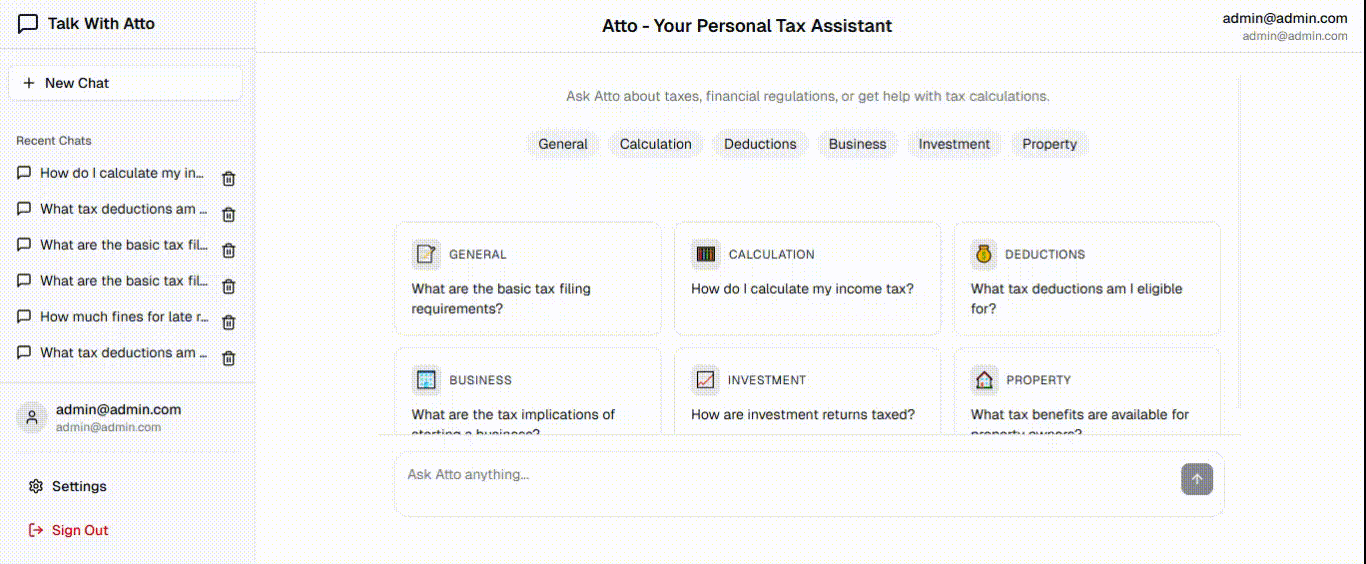 Talk With Atto
New Chat
Recent Chats
How do I calculate my in...
What tax deductions am ...
What are the basic tax fil...
What are the basic tax fil...
How much fines for late r...
What tax deductions am ...
admin@admin.com
admin@admin.com
Settings
Sign Out
Atto - Your Personal Tax Assistant
admin@admin.com
admin@admin.com
Ask Atto about taxes, financial regulations, or get help with tax calculations.
General Calculation Deductions Business Investment Property
GENERAL
What are the basic tax filing
requirements?
CALCULATION
How do I calculate my income tax?
DEDUCTIONS
What tax deductions am I eligible
for?
BUSINESS
What are the tax implications of
starting a business?
INVESTMENT
How are investment returns taxed?
PROPERTY
What tax benefits are available for
property owners?
Ask Atto anything...